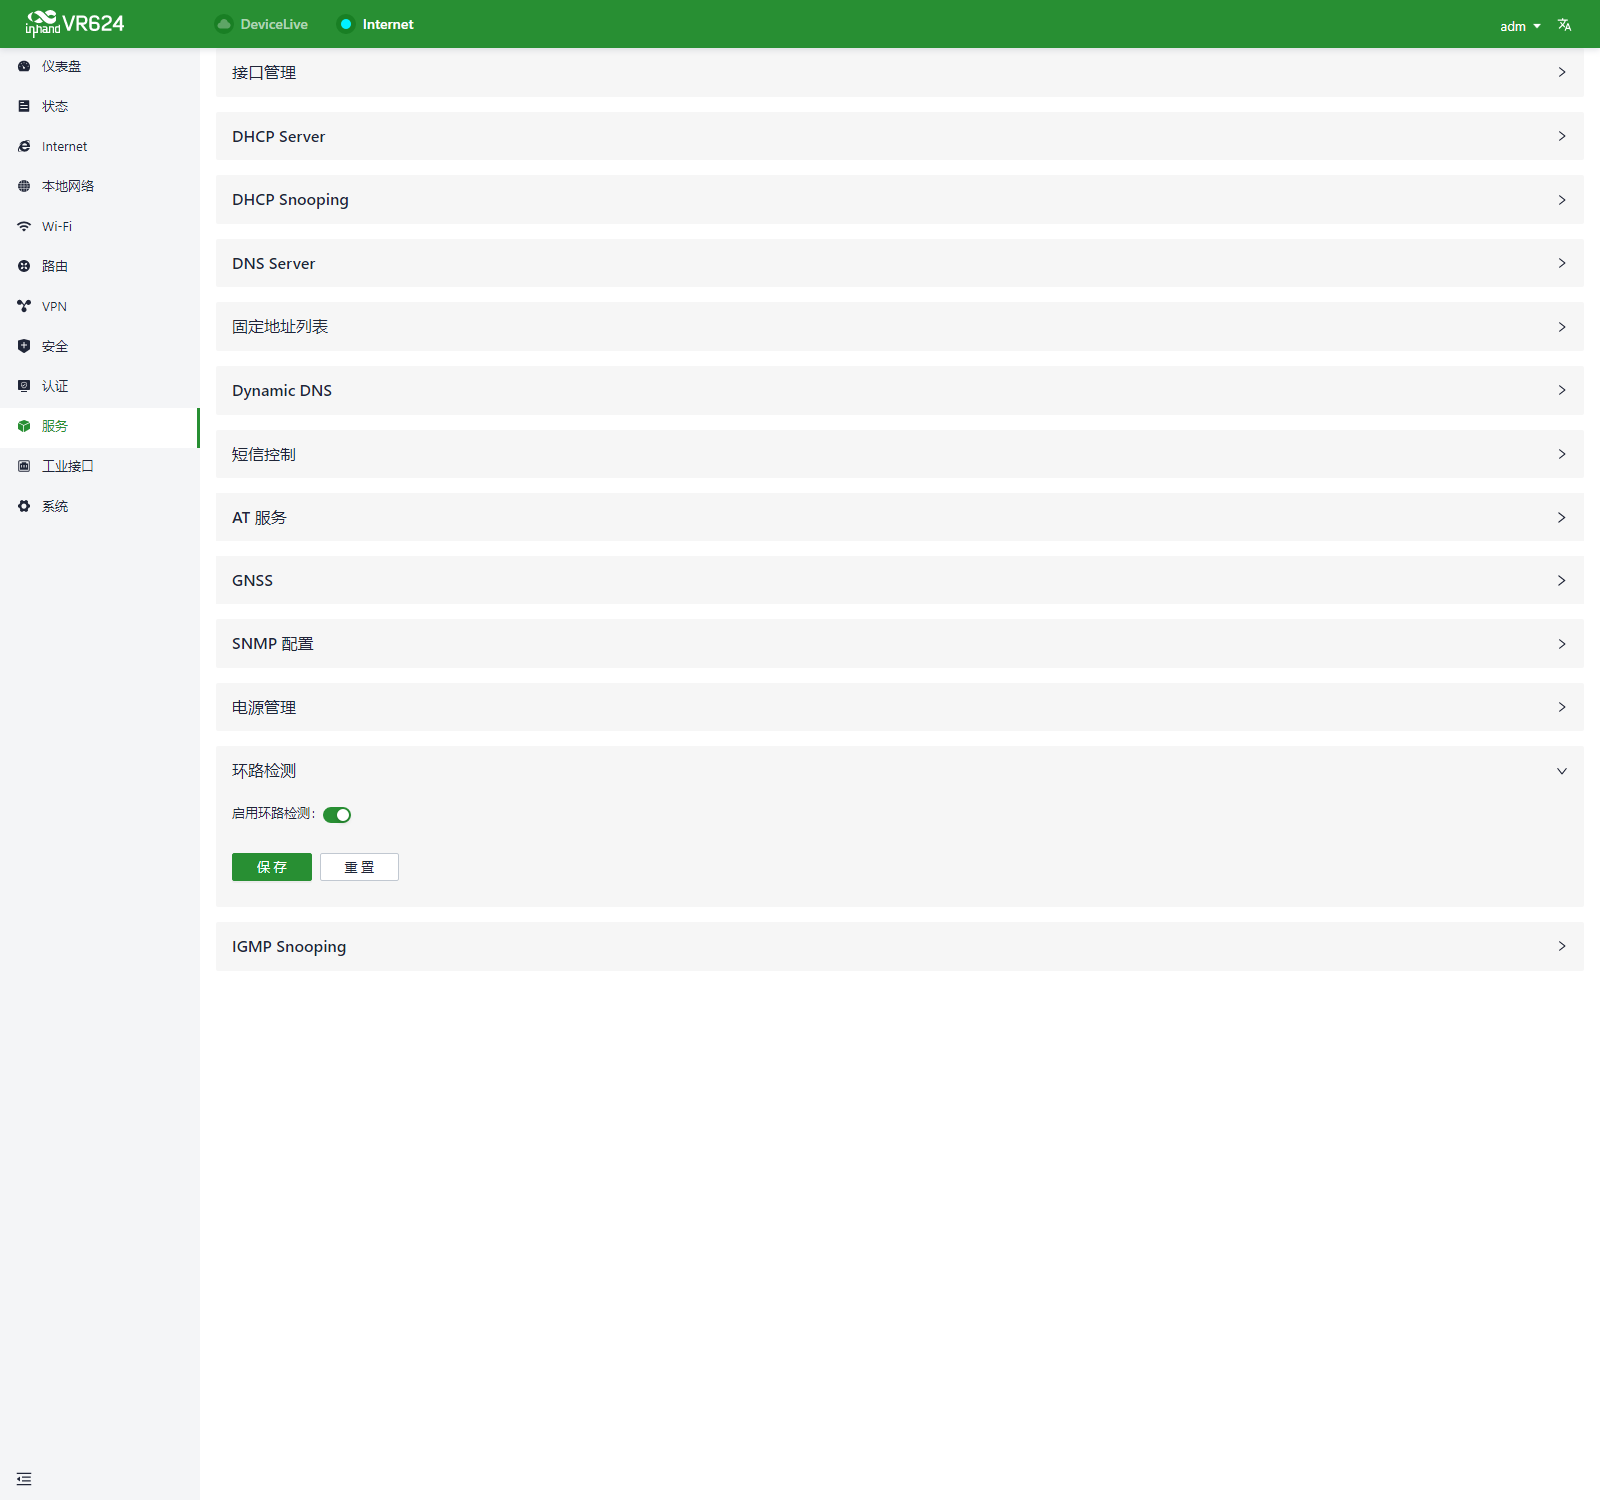 inhand VR624
DeviceLive
Internet
adm
仪表盘
状态
Internet
本地网络
Wi-Fi
路由
VPN
安全
认证
服务
工业接口
系统
接口管理
DHCP Server
DHCP Snooping
DNS Server
固定地址列表
Dynamic DNS
短信控制
AT 服务
GNSS
SNMP 配置
电源管理
环路检测
启用环路检测：
保存
重置
IGMP Snooping